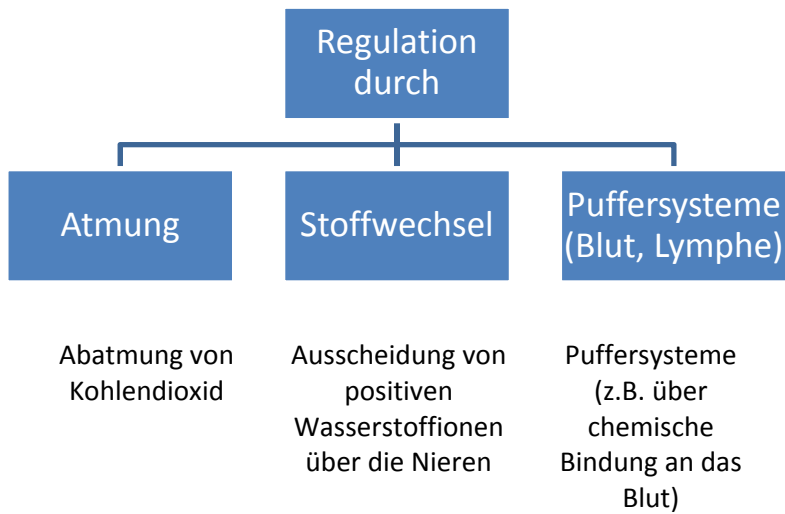 Regulation
durch
Atmung
Stoffwechsel
Puffersysteme
(Blut, Lymphe)
Abatmung von
Kohlendioxid
Ausscheidung von
positiven
Wasserstoffionen
über die Nieren
Puffersysteme
(z.B. über
chemische
Bindung an das
Blut)